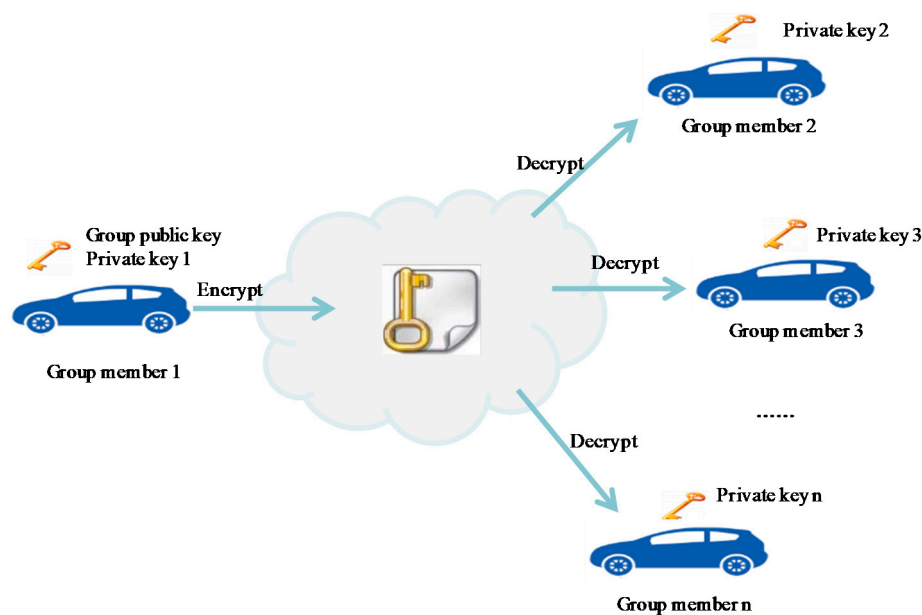 Private key 2
Group member 2
Decrypt
Group public key
Private key 1
Encrypt
Group member 1
Decrypt
Private key 3
Group member 3
......
Decrypt
Private key n
Group member n